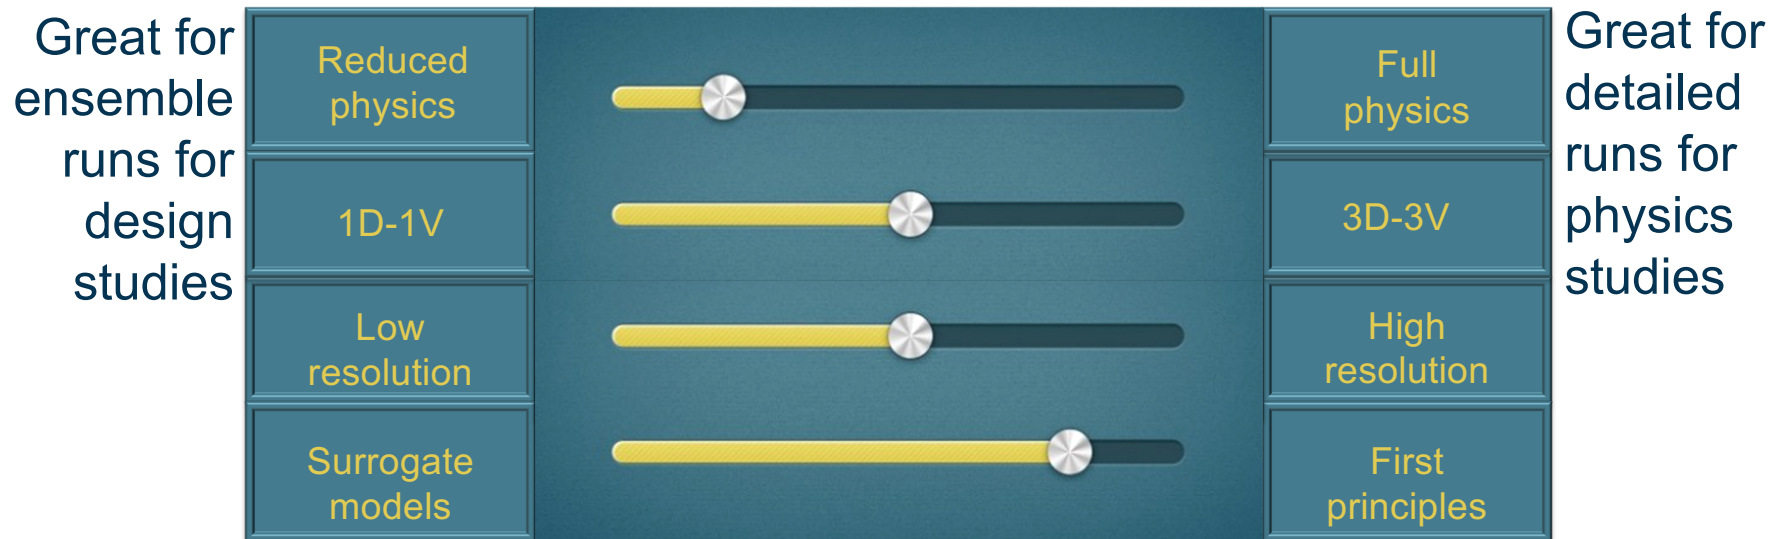 Great for
ensemble
runs for
design
studies
Reduced
physics
Full
physics
1D-1V
3D-3V
Low
resolution
High
resolution
Surrogate
models
First
principles
Great for
detailed
runs for
physics
studies